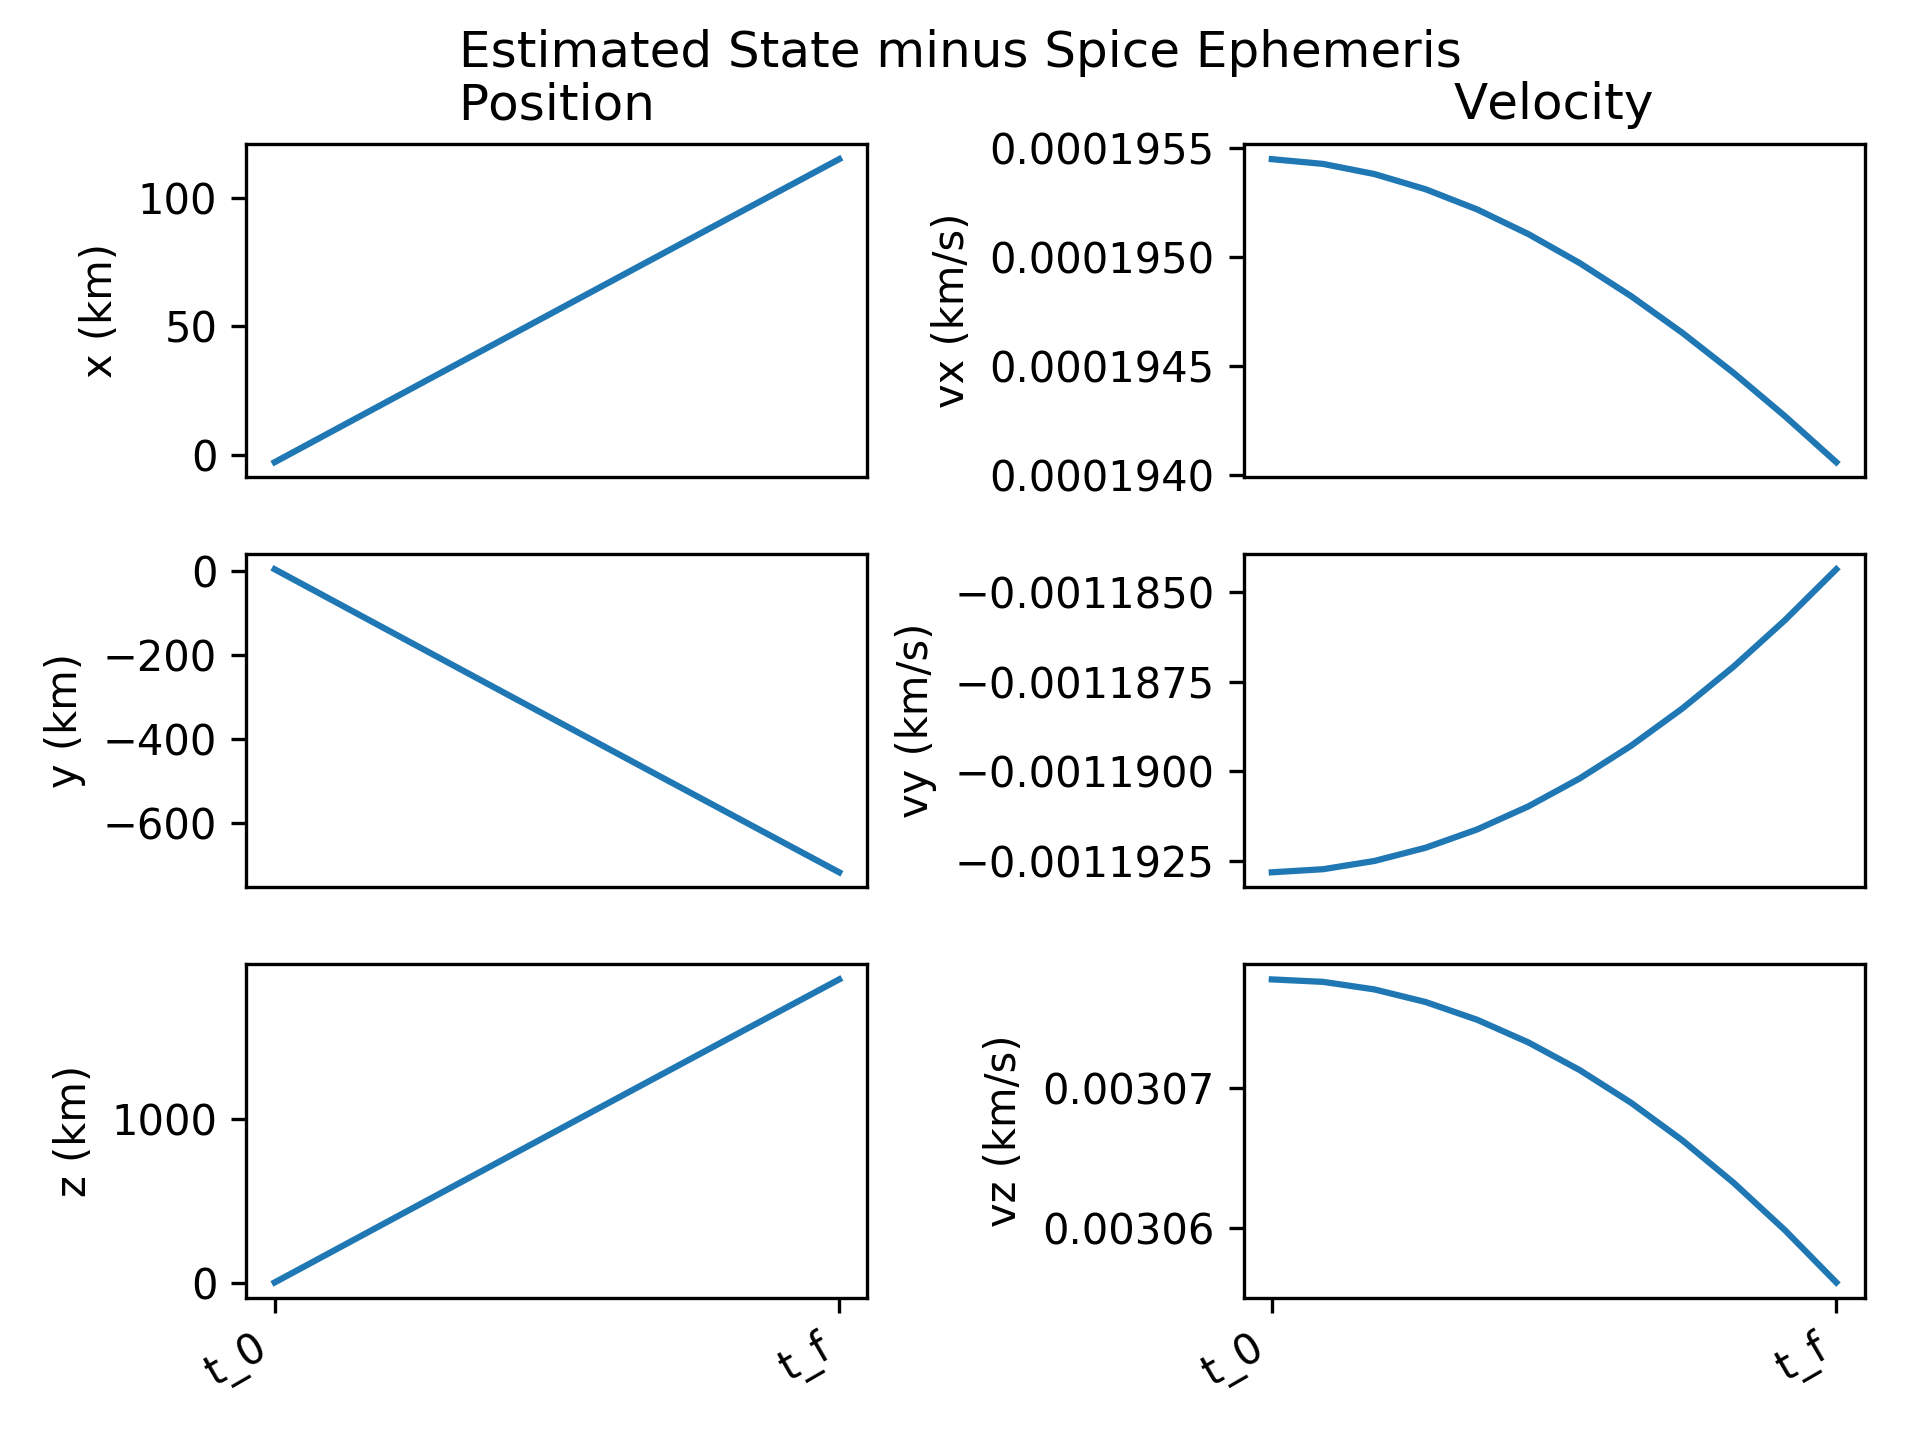 Estimated State minus Spice Ephemeris
Position
Velocity
x (km)
100
50
0
vx (km/s)
0.0001955
0.0001950
0.0001945
0.0001940
y (km)
0
−200
−400
−600
vy (km/s)
−0.0011850
−0.0011875
−0.0011900
−0.0011925
z (km)
1000
0
vz (km/s)
0.00307
0.00306
t_0
t_f
t_0
t_f